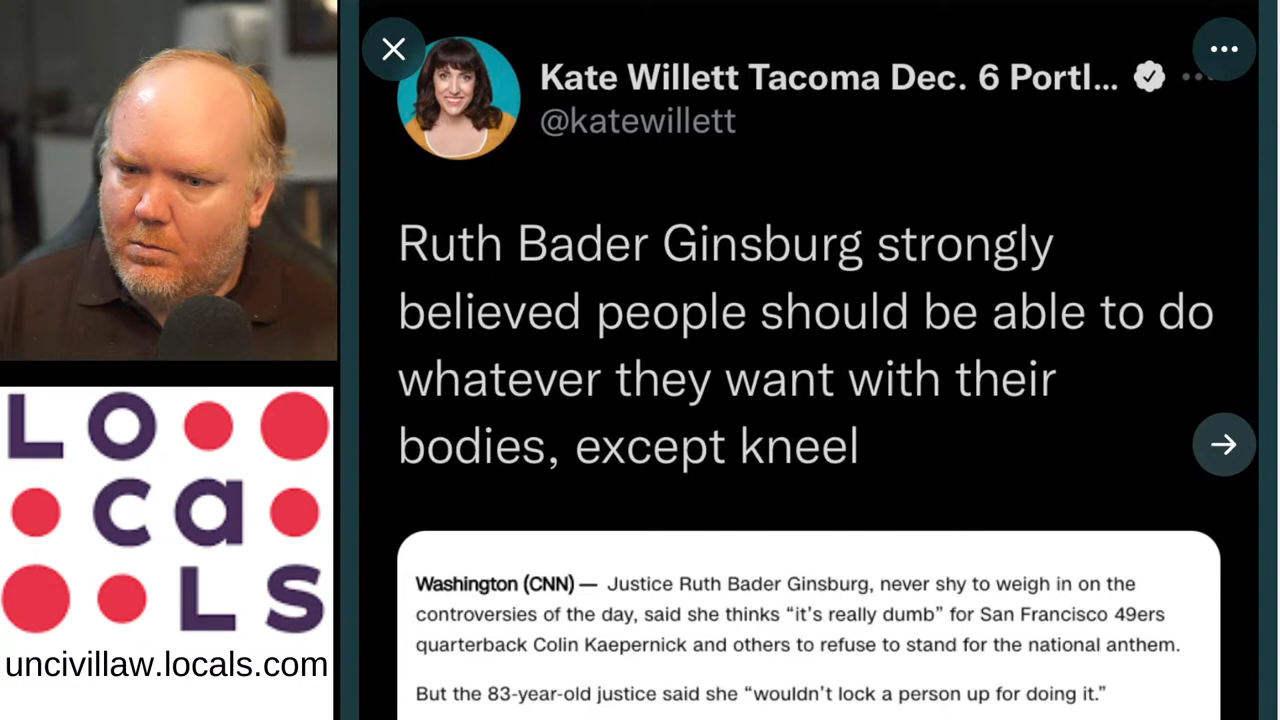 Kate Willett Tacoma Dec. 6 Portl...
@katewillett
Ruth Bader Ginsburg strongly
believed people should be able to do
whatever they want with their
bodies, except kneel
Washington (CNN) — Justice Ruth Bader Ginsburg, never shy to weigh in on the
controversies of the day, said she thinks “it’s really dumb” for San Francisco 49ers
quarterback Colin Kaepernick and others to refuse to stand for the national anthem.
But the 83-year-old justice said she “wouldn’t lock a person up for doing it.”
LO
ca
LS
uncivillaw.locals.com